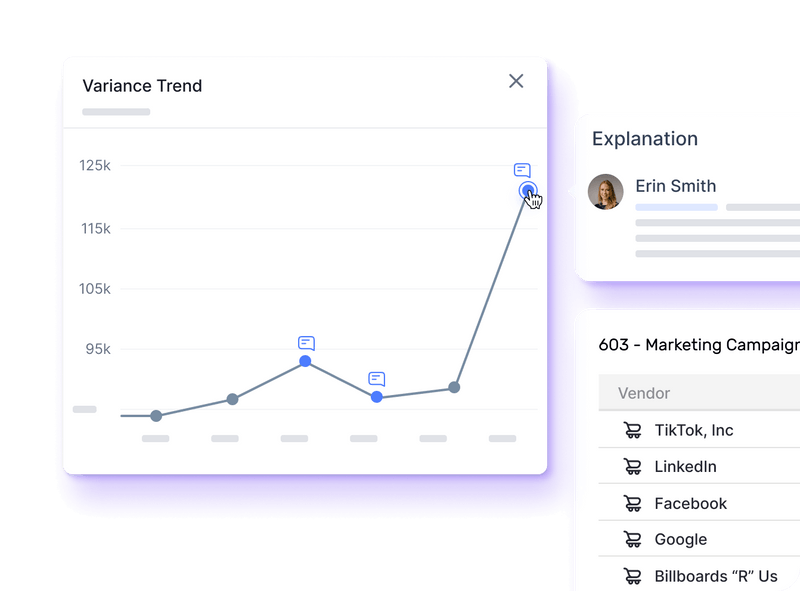 Variance Trend
125k
115k
105k
95k
Explanation
Erin Smith
603 - Marketing Campaign
Vendor
TikTok, Inc
LinkedIn
Facebook
Google
Billboards “R” Us